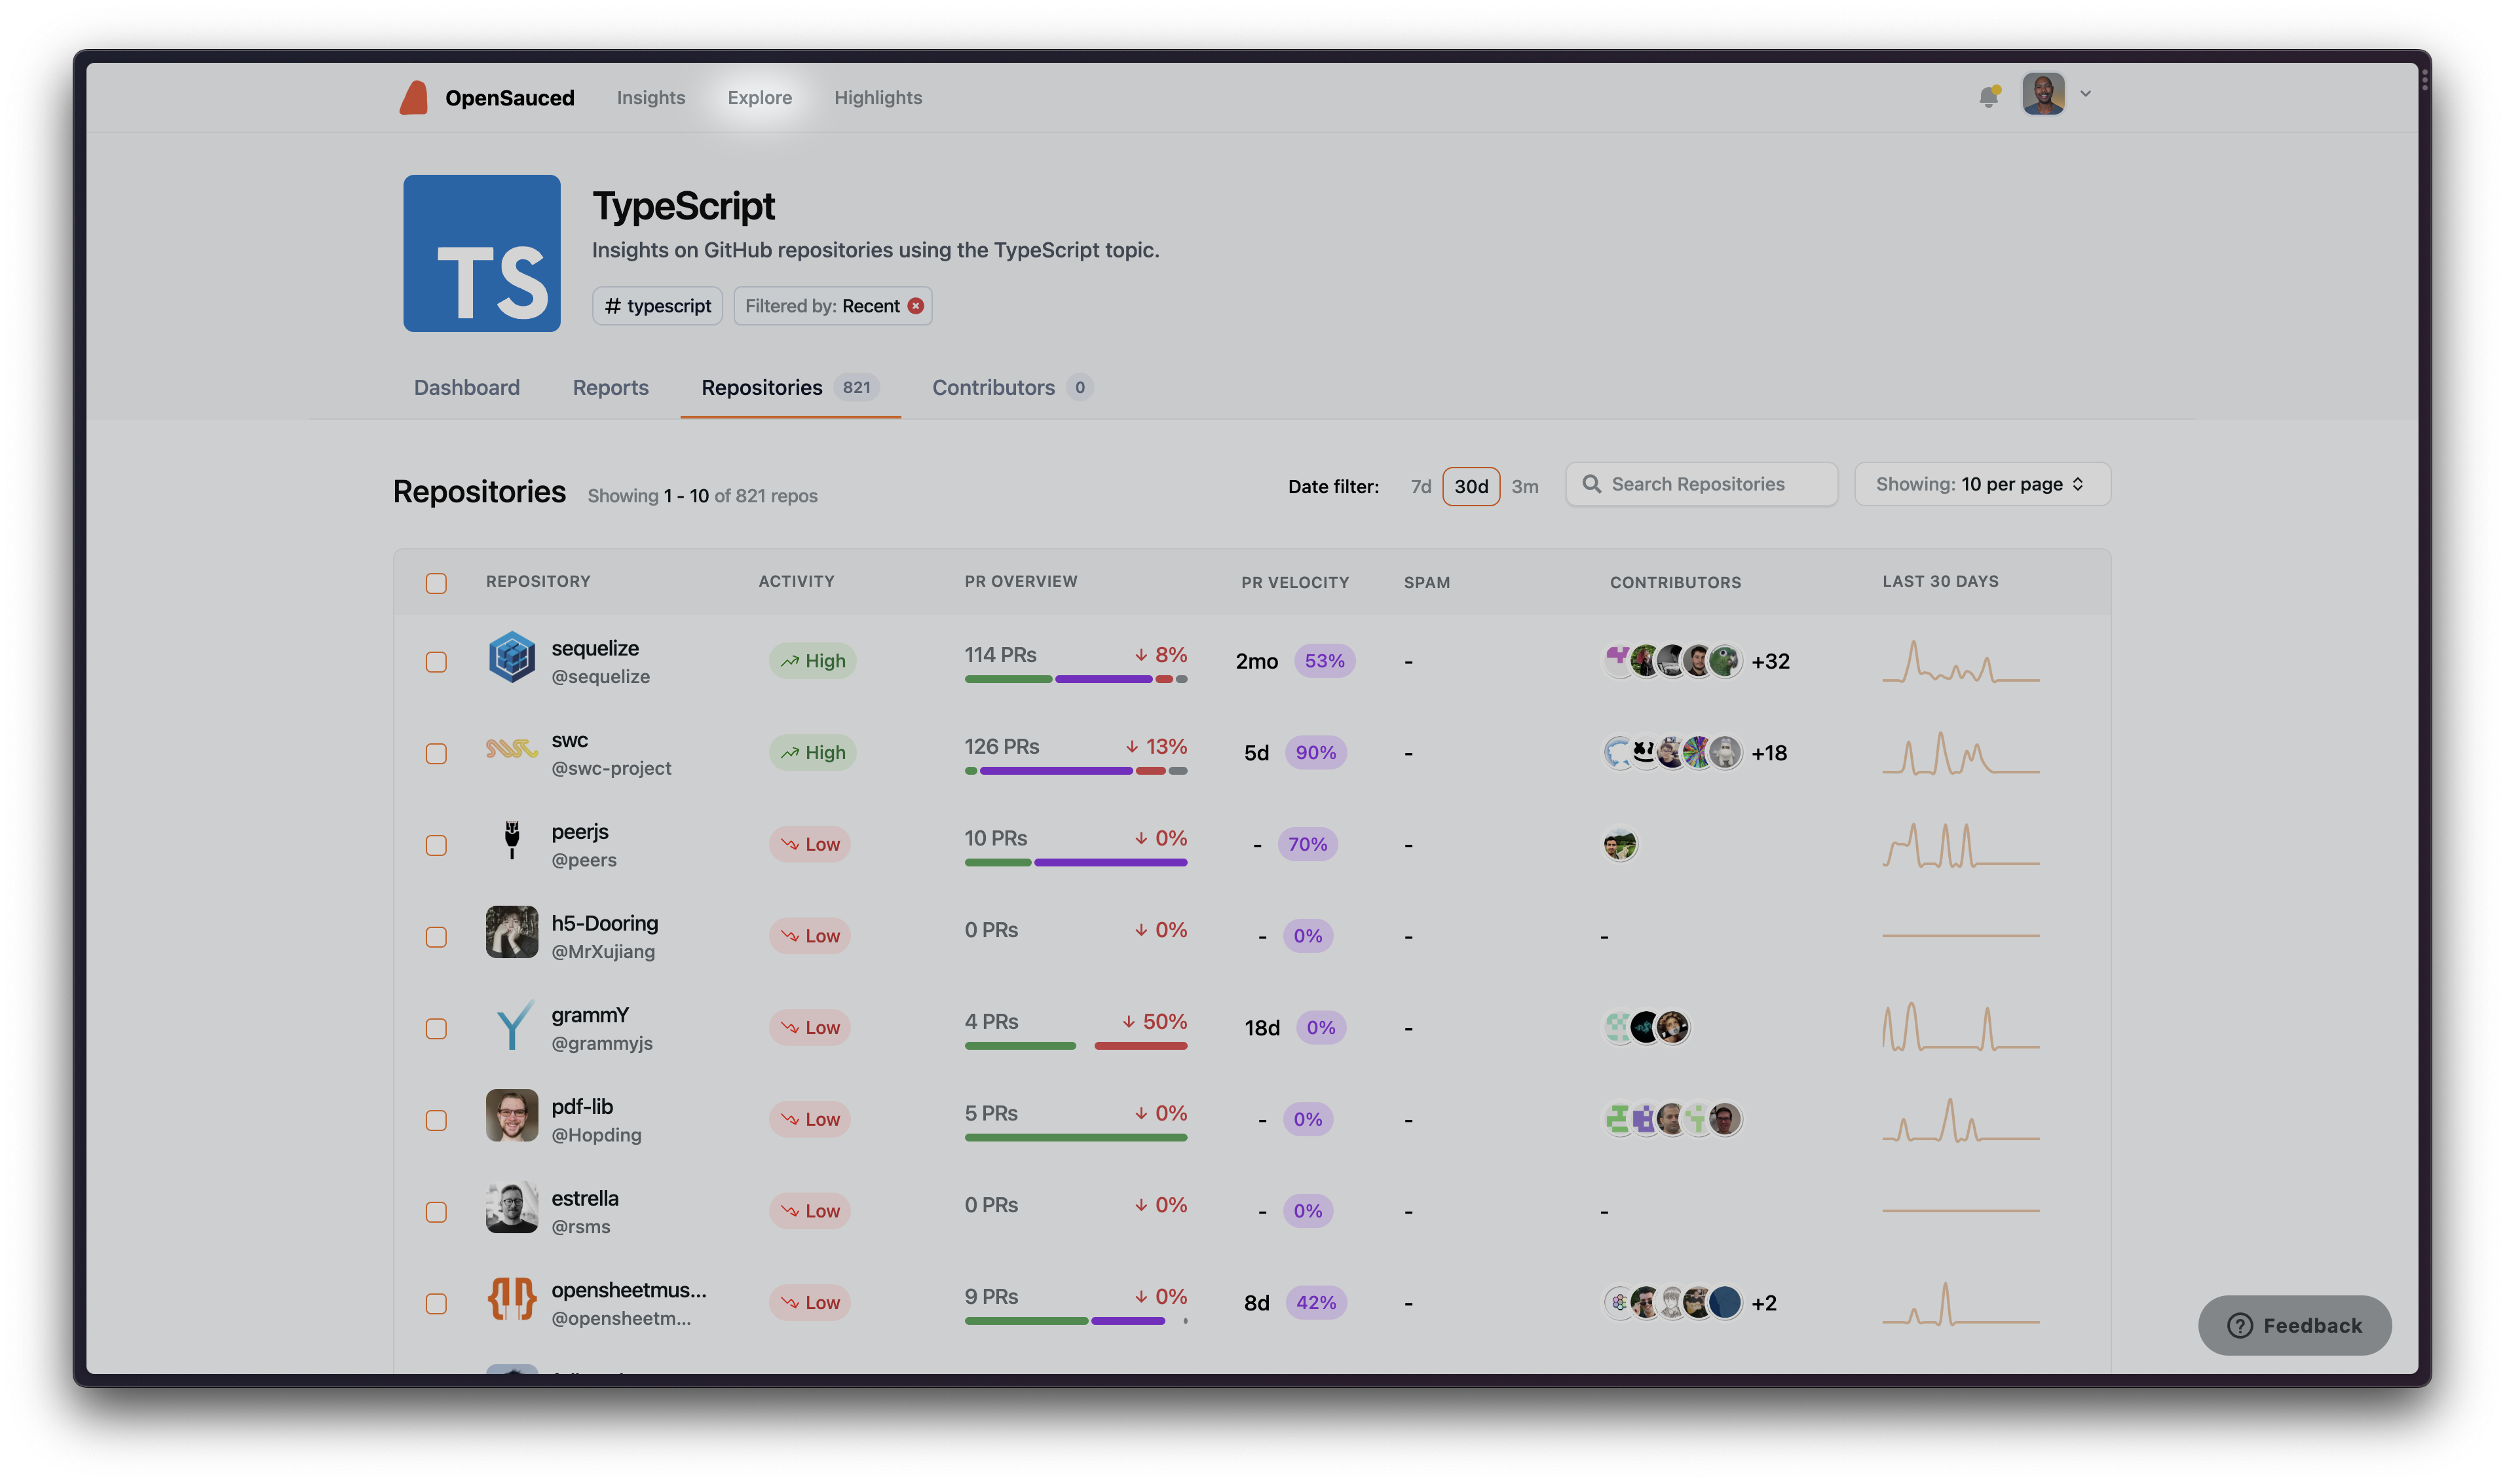 OpenSauced Insights Explore Highlights
TS
TypeScript
Insights on GitHub repositories using the TypeScript topic.
# typescript Filtered by: Recent
Dashboard Reports Repositories 821 Contributors 0
Repositories Showing 1 - 10 of 821 repos Date filter: 7d 30d 3m Search Repositories Showing: 10 per page
REPOSITORY ACTIVITY PR OVERVIEW PR VELOCITY SPAM CONTRIBUTORS LAST 30 DAYS
sequelize
@sequelize
High
114 PRs 8%
2mo 53% - +32
swc
@swc-project
High
126 PRs 13%
5d 90% - +18
peerjs
@peers
Low
10 PRs 0%
- 70% -
h5-Dooring
@MrXujiang
Low
0 PRs 0%
- 0% - -
grammY
@grammyjs
Low
4 PRs 50%
18d 0% -
pdf-lib
@Hopding
Low
5 PRs 0%
- 0% -
estrella
@rsms
Low
0 PRs 0%
- 0% - -
opensheetmus...
@opensheetm...
Low
9 PRs 0%
8d 42% - +2
? Feedback